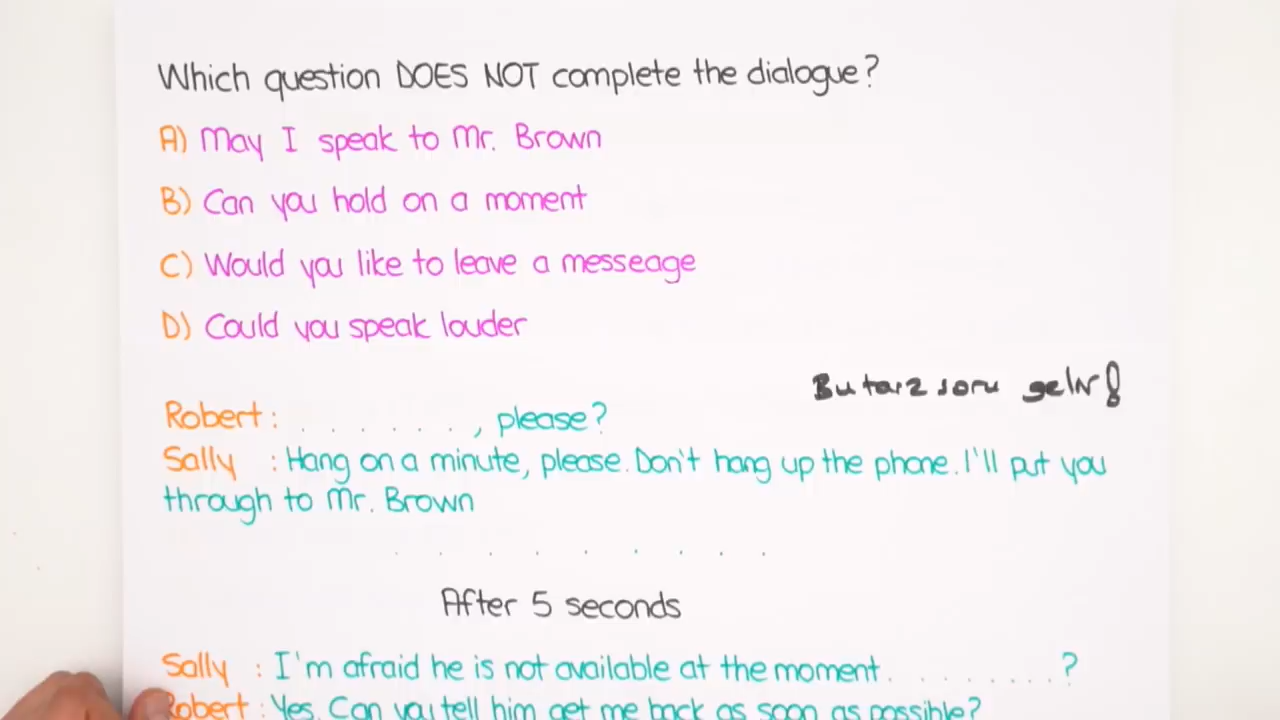 Which question DOES NOT complete the dialogue?
A) May I speak to Mr. Brown
B) Can you hold on a moment
C) Would you like to leave a messeage
D) Could you speak louder
Bu tarz soru gelir!
Robert: . . . . . . , please?
Sally : Hang on a minute, please. Don't hang up the phone. I'll put you
through to Mr. Brown
. . . . . . . . .
After 5 seconds
Sally : I'm afraid he is not available at the moment . . . . . . . . ?
Robert : Yes. Can you tell him get me back as soon as possible?